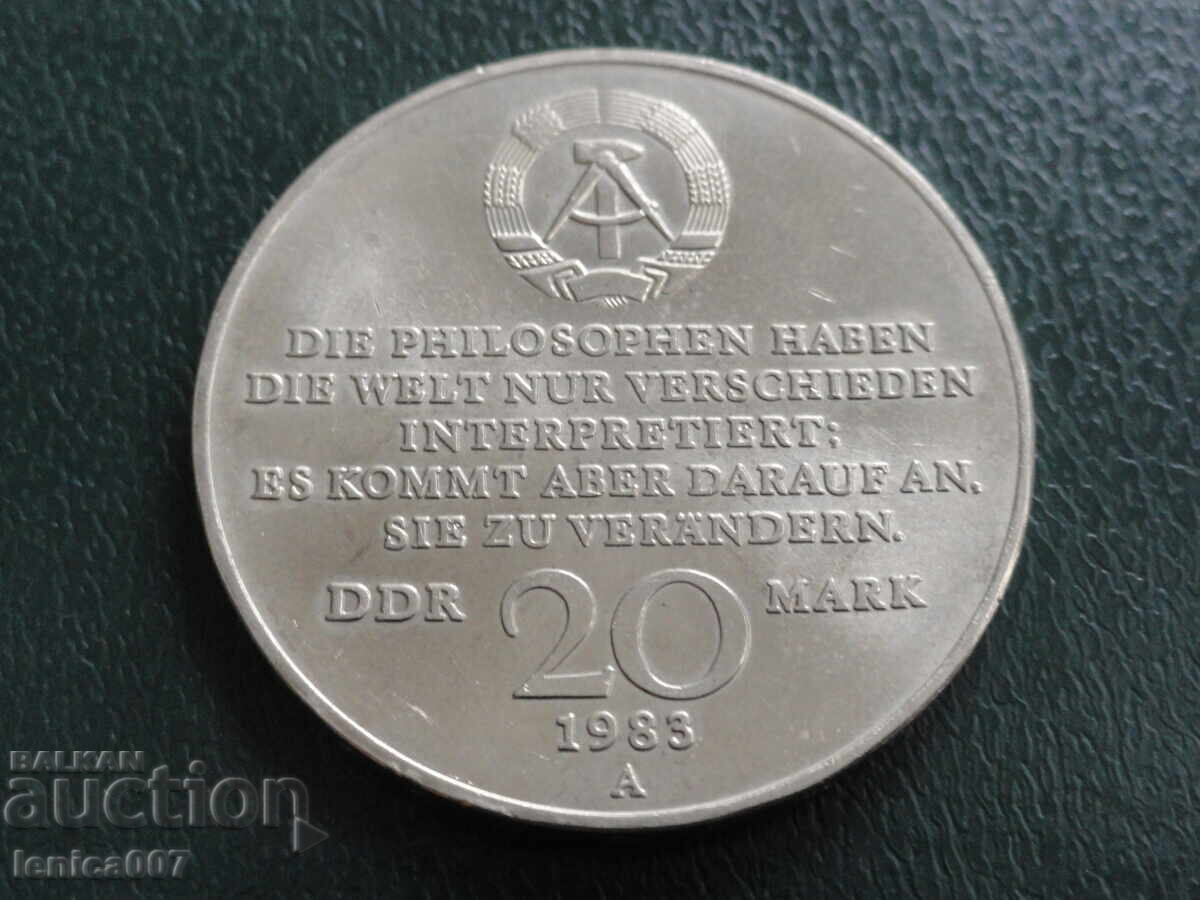 DIE PHILOSOPHEN HABEN
DIE WELT NUR VERSCHIEDEN
INTERPRETIERT;
ES KOMMT ABER DARAUF AN,
SIE ZU VERÄNDERN.
DDR 20 MARK
1983
A
BALKAN
auction
lenica007